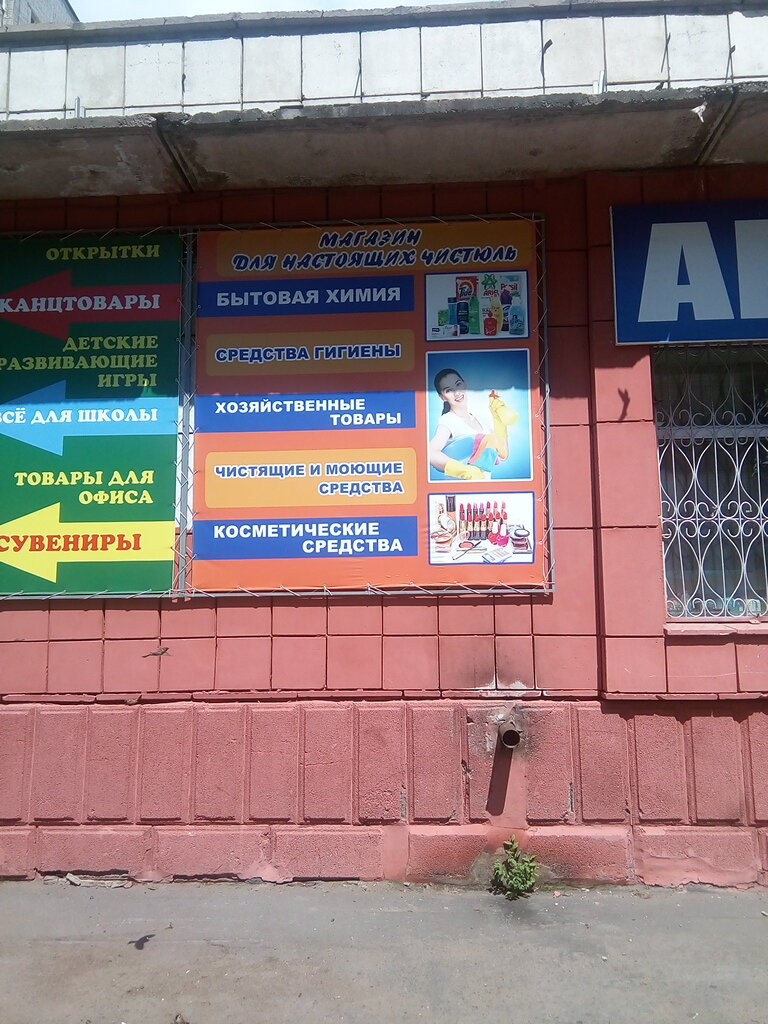 ОТКРЫТКИ
КАНЦТОВАРЫ
ДЕТСКИЕ
РАЗВИВАЮЩИЕ
ИГРЫ
ВСЁ ДЛЯ ШКОЛЫ
ТОВАРЫ ДЛЯ
ОФИСА
СУВЕНИРЫ
МАГАЗИН
ДЛЯ НАСТОЯЩИХ ЧИСТЮЛЬ
БЫТОВАЯ ХИМИЯ
СРЕДСТВА ГИГИЕНЫ
ХОЗЯЙСТВЕННЫЕ
ТОВАРЫ
ЧИСТЯЩИЕ И МОЮЩИЕ
СРЕДСТВА
КОСМЕТИЧЕСКИЕ
СРЕДСТВА